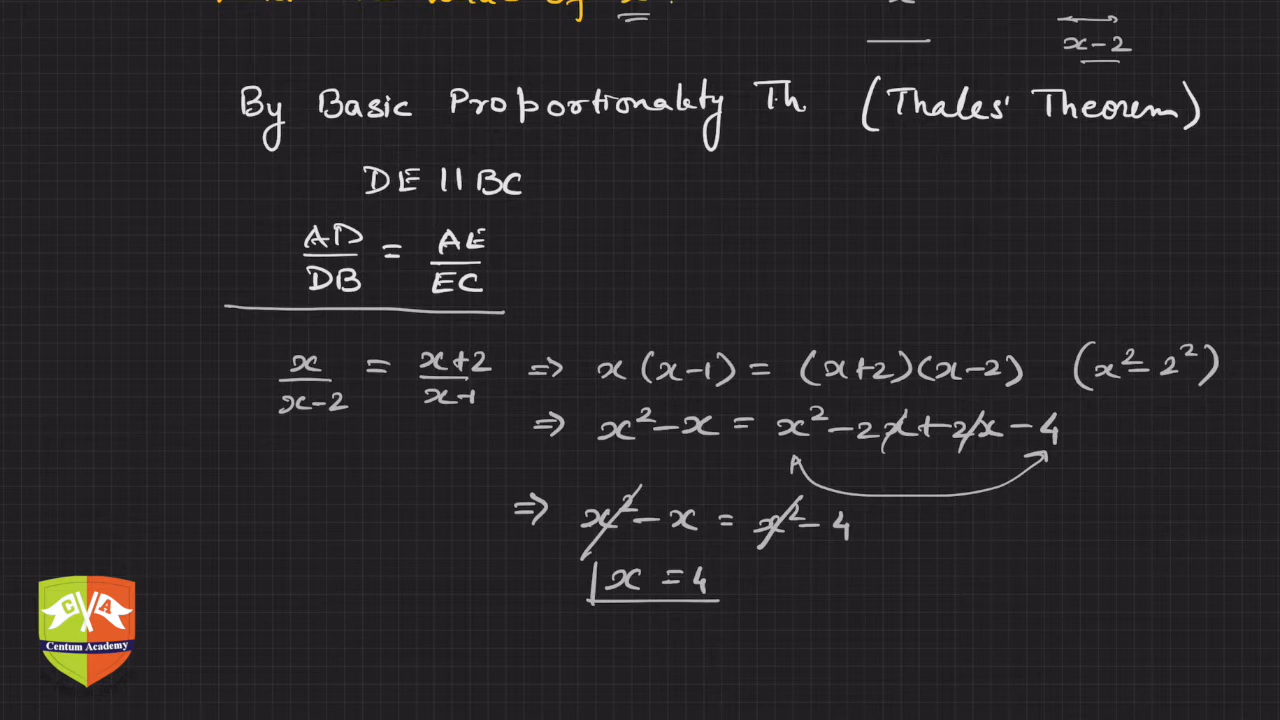 x
x-2
By Basic Proportionality Th (Thales' Theorem)
DE || BC
AD/DB = AE/EC
x/x-2 = x+2/x-1 ⇒ x(x-1) = (x+2)(x-2) (x²-2²)
⇒ x²-x = x²-2x+2x-4
⇒ x²-x = x²-4
x = 4
C A
Centum Academy